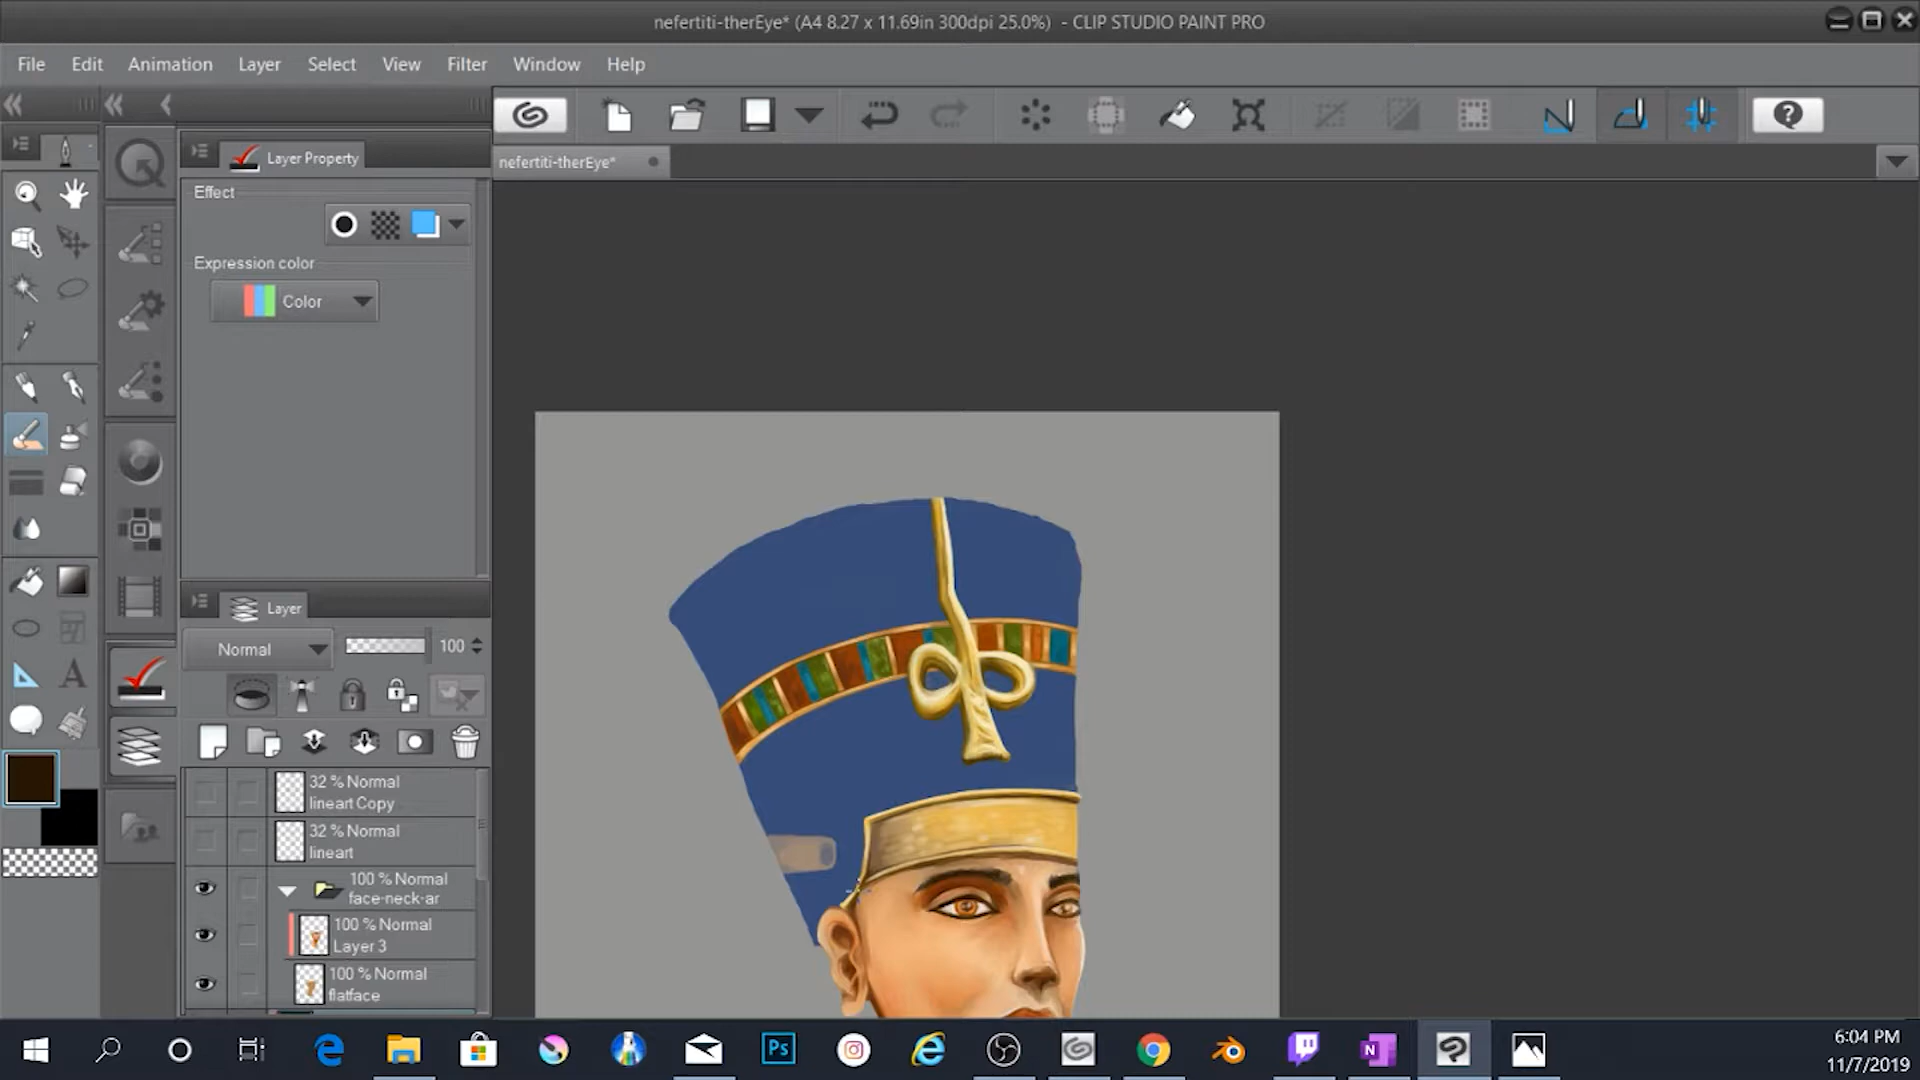 nefertiti-therEye* (A4 8.27 x 11.69in 300dpi 25.0%) - CLIP STUDIO PAINT PRO
File Edit Animation Layer Select View Filter Window Help
Layer Property
nefertiti-therEye*
Effect
Expression color
Color
Layer
Normal 100
32 % Normal
lineart Copy
32 % Normal
lineart
100 % Normal
face-neck-ar
100 % Normal
Layer 3
100 % Normal
flatface
Ps
6:04 PM
11/7/2019